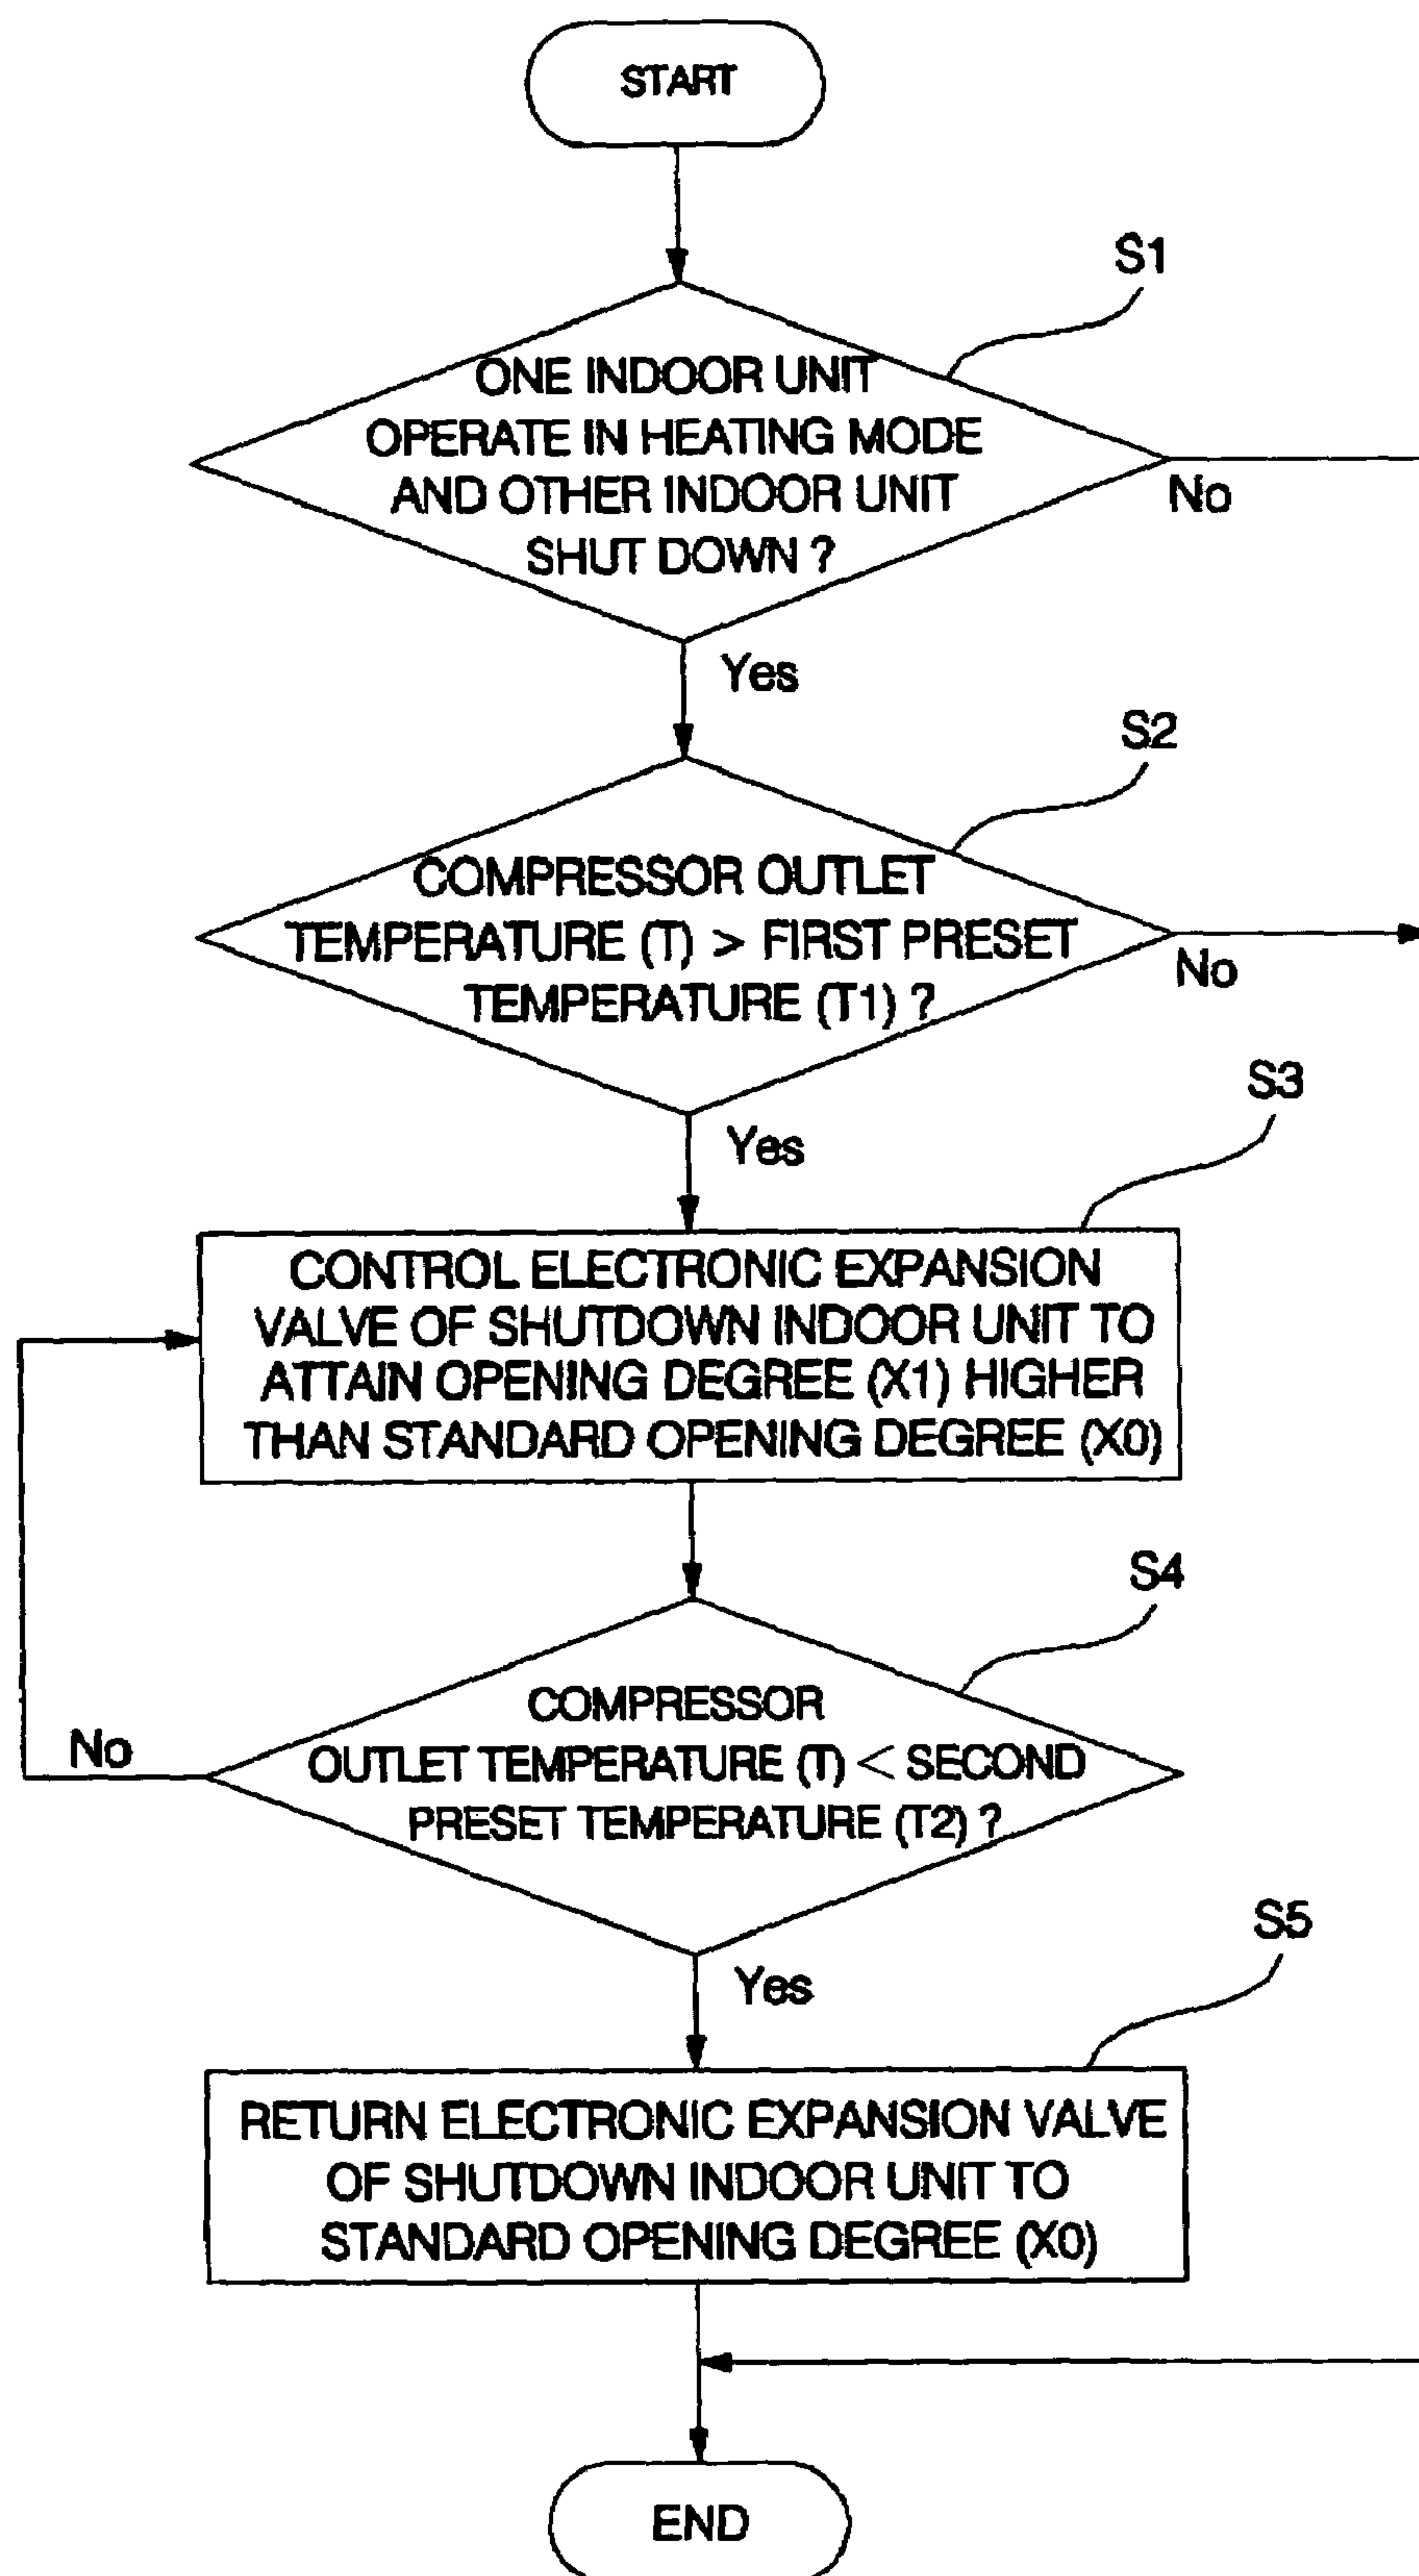 START
S1
ONE INDOOR UNIT
OPERATE IN HEATING MODE
AND OTHER INDOOR UNIT
SHUT DOWN ?
No
Yes
S2
COMPRESSOR OUTLET
TEMPERATURE (T) > FIRST PRESET
TEMPERATURE (T1) ?
No
Yes
S3
CONTROL ELECTRONIC EXPANSION
VALVE OF SHUTDOWN INDOOR UNIT TO
ATTAIN OPENING DEGREE (X1) HIGHER
THAN STANDARD OPENING DEGREE (X0)
S4
COMPRESSOR
OUTLET TEMPERATURE (T) < SECOND
PRESET TEMPERATURE (T2) ?
No
Yes
S5
RETURN ELECTRONIC EXPANSION VALVE
OF SHUTDOWN INDOOR UNIT TO
STANDARD OPENING DEGREE (X0)
END